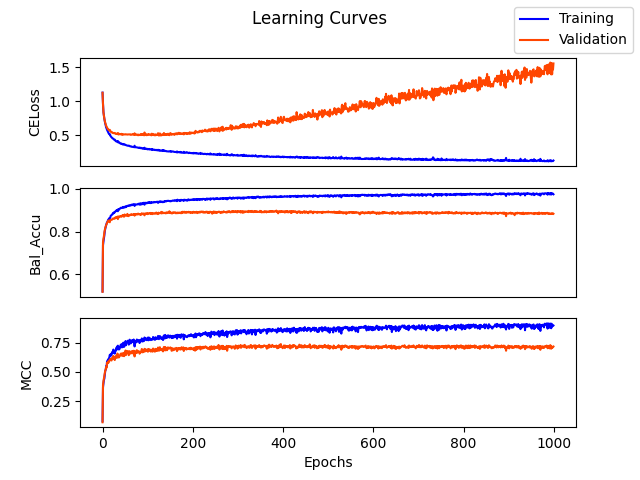 Learning Curves
Training
Validation
CELoss
1.5
1.0
0.5
Bal_Accu
1.0
0.8
0.6
MCC
0.75
0.50
0.25
0 200 400 600 800 1000
Epochs